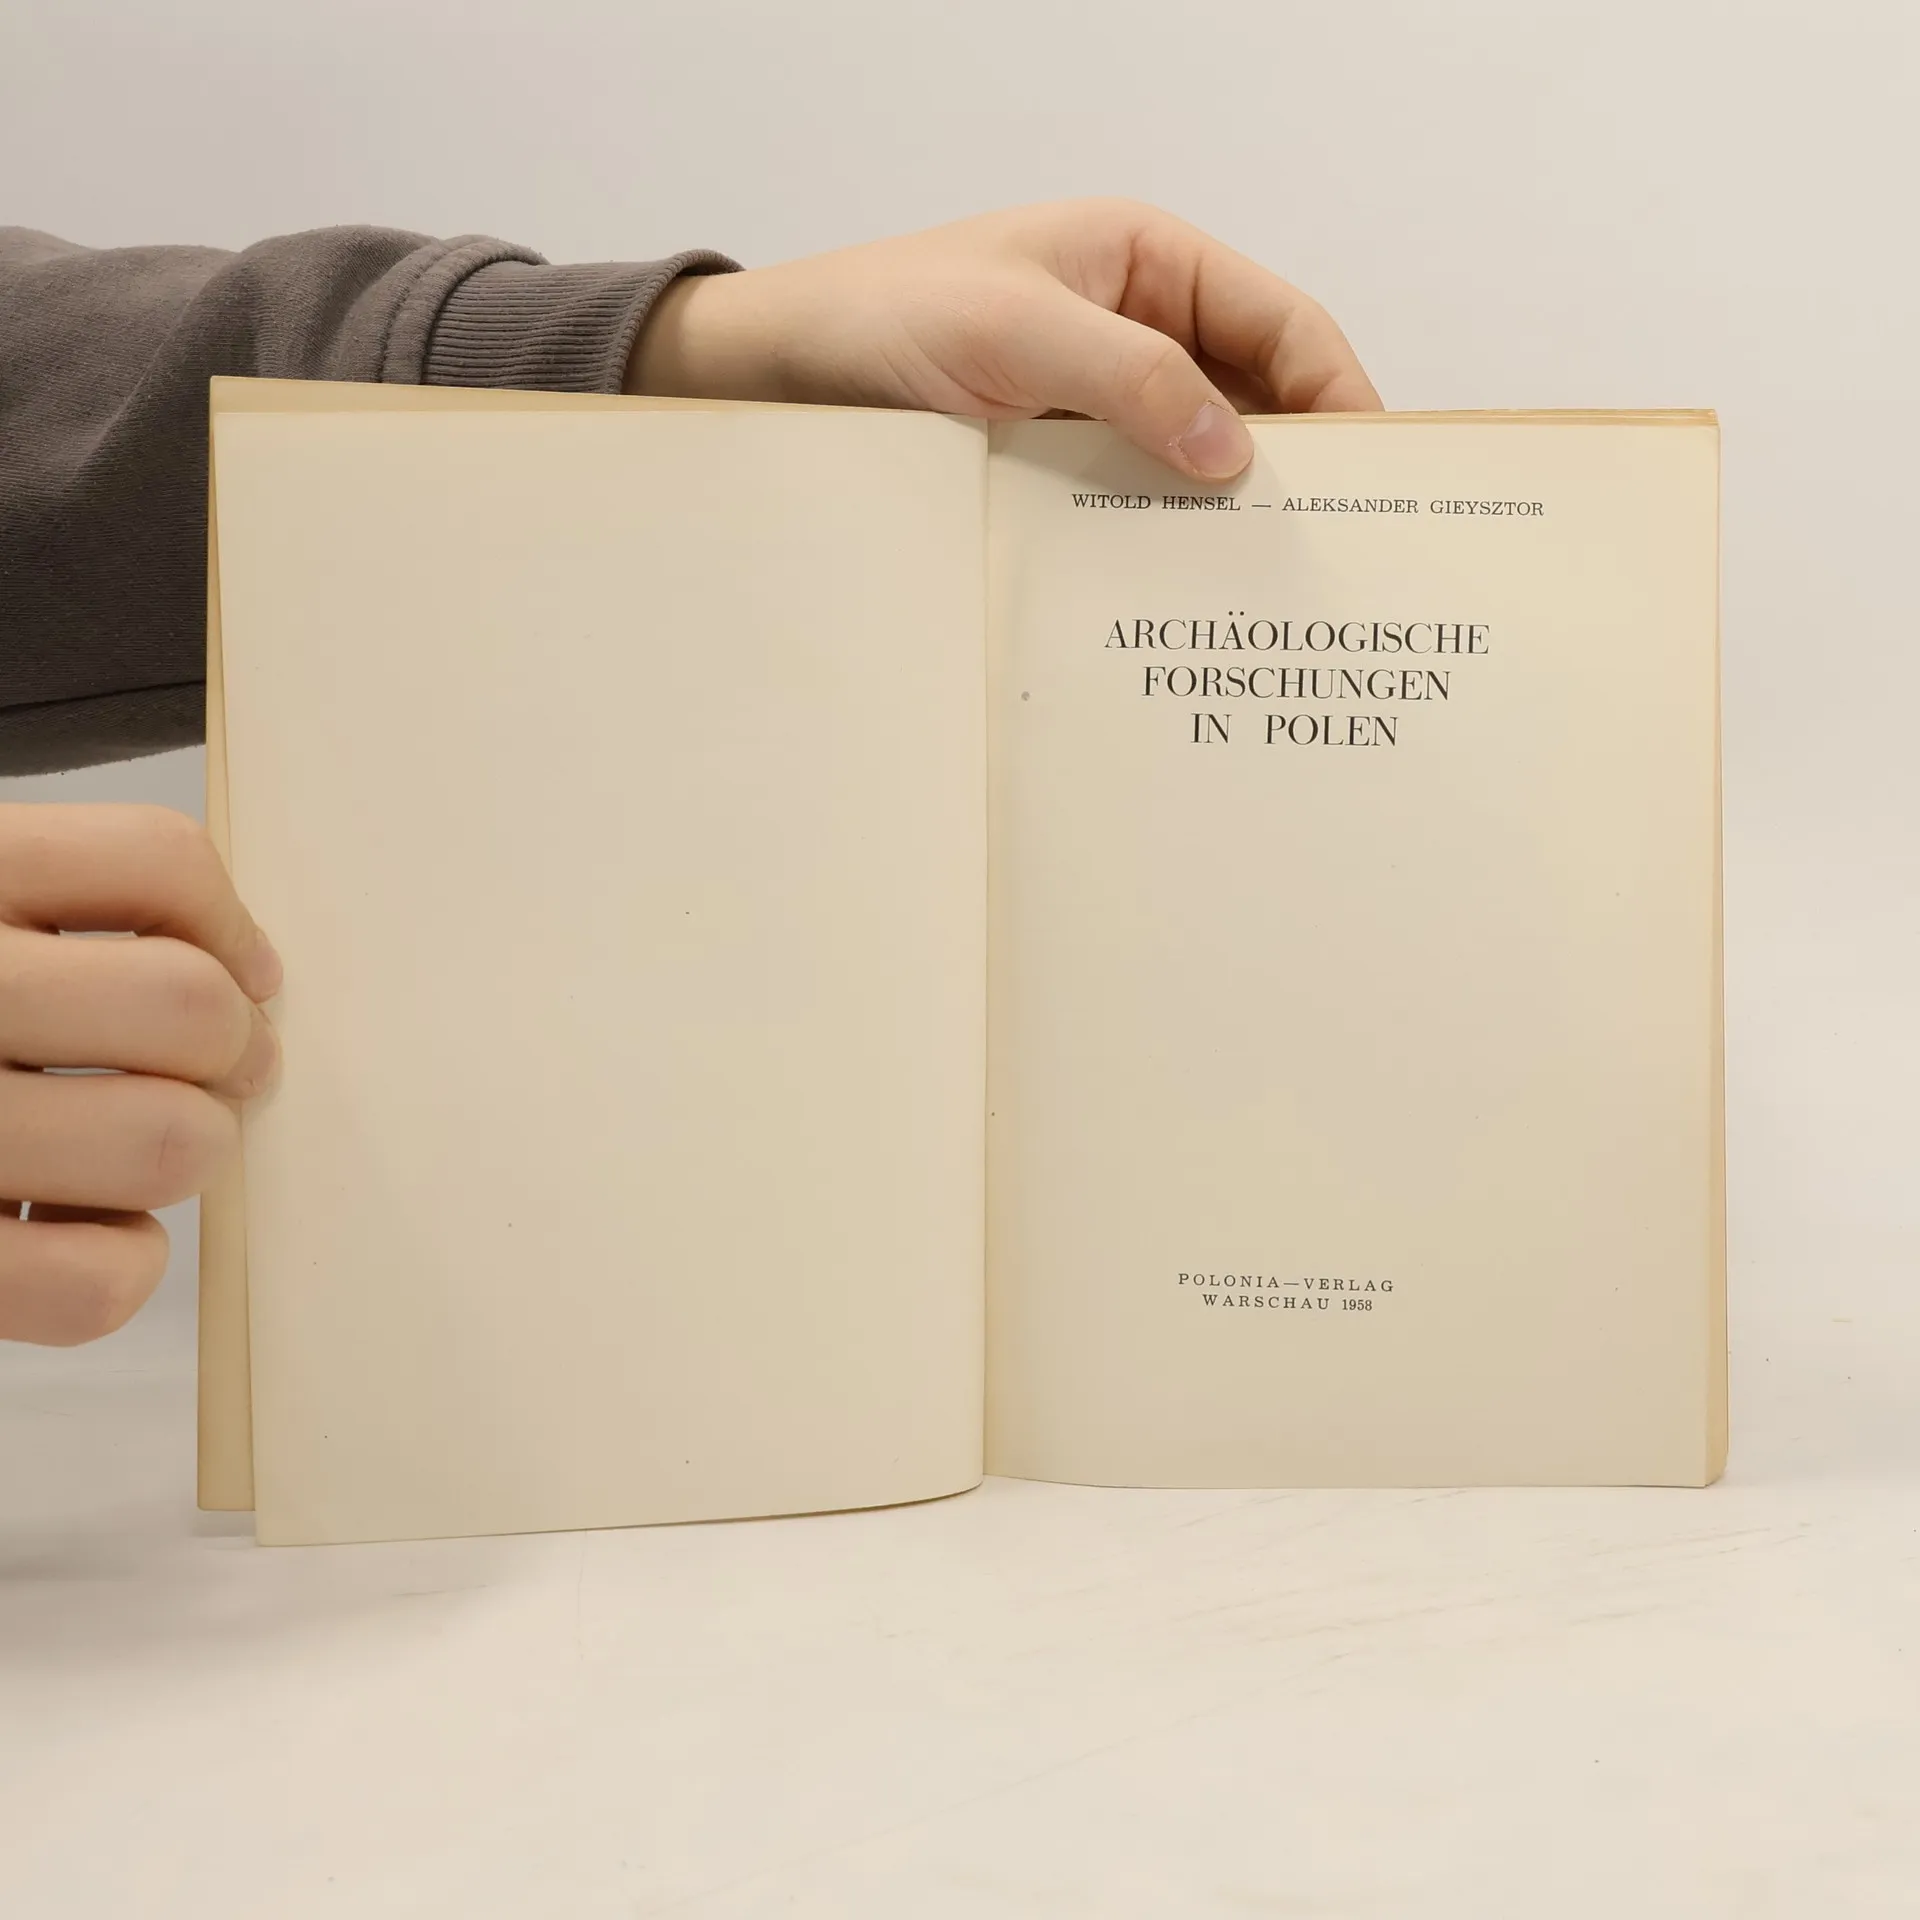 WITOLD HENSEL — ALEKSANDER GIEYSZTOR
ARCHÄOLOGISCHE
FORSCHUNGEN
IN POLEN
POLONIA—VERLAG
WARSCHAU 1958